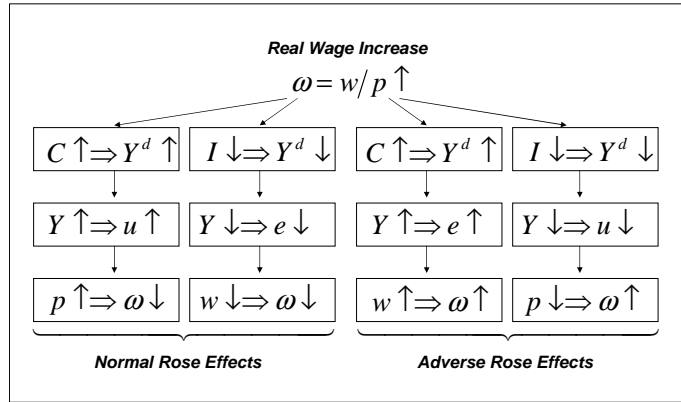 Real Wage Increase
ω = w/p ↑
C ↑⇒ Y^d ↑ I ↓⇒ Y^d ↓ C ↑⇒ Y^d ↑ I ↓⇒ Y^d ↓
Y ↑⇒ u ↑ Y ↓⇒ e ↓ Y ↑⇒ e ↑ Y ↓⇒ u ↓
p ↑⇒ ω ↓ w ↓⇒ ω ↓ w ↑⇒ ω ↑ p ↓⇒ ω ↑
Normal Rose Effects Adverse Rose Effects